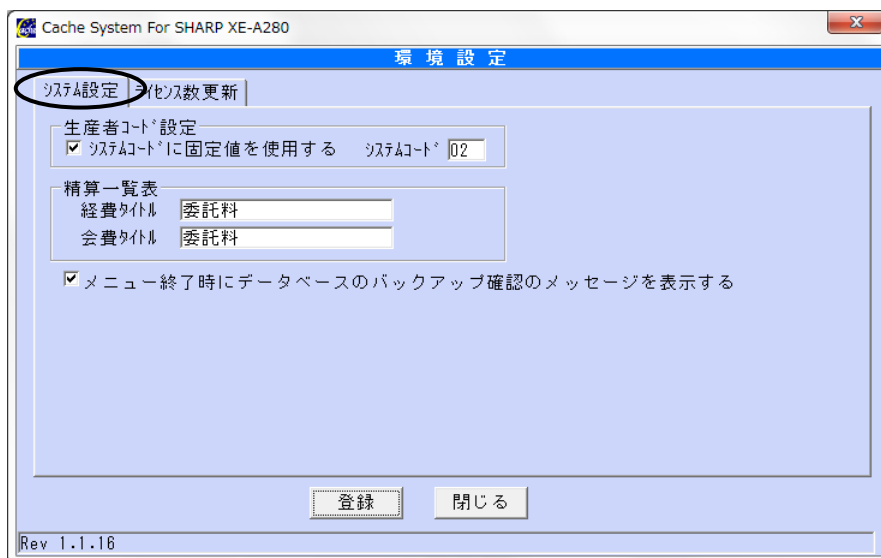 Cache System For SHARP XE-A280
環境設定
ｼｽﾃﾑ設定 ﾗｲｾﾝｽ数更新
生産者ｺｰﾄﾞ設定
ｼｽﾃﾑｺｰﾄﾞに固定値を使用する ｼｽﾃﾑｺｰﾄﾞ 02
精算一覧表
経費ﾀｲﾄﾙ 委託料
会費ﾀｲﾄﾙ 委託料
メニュー終了時にデータベースのバックアップ確認のメッセージを表示する
登録 閉じる
Rev 1.1.16